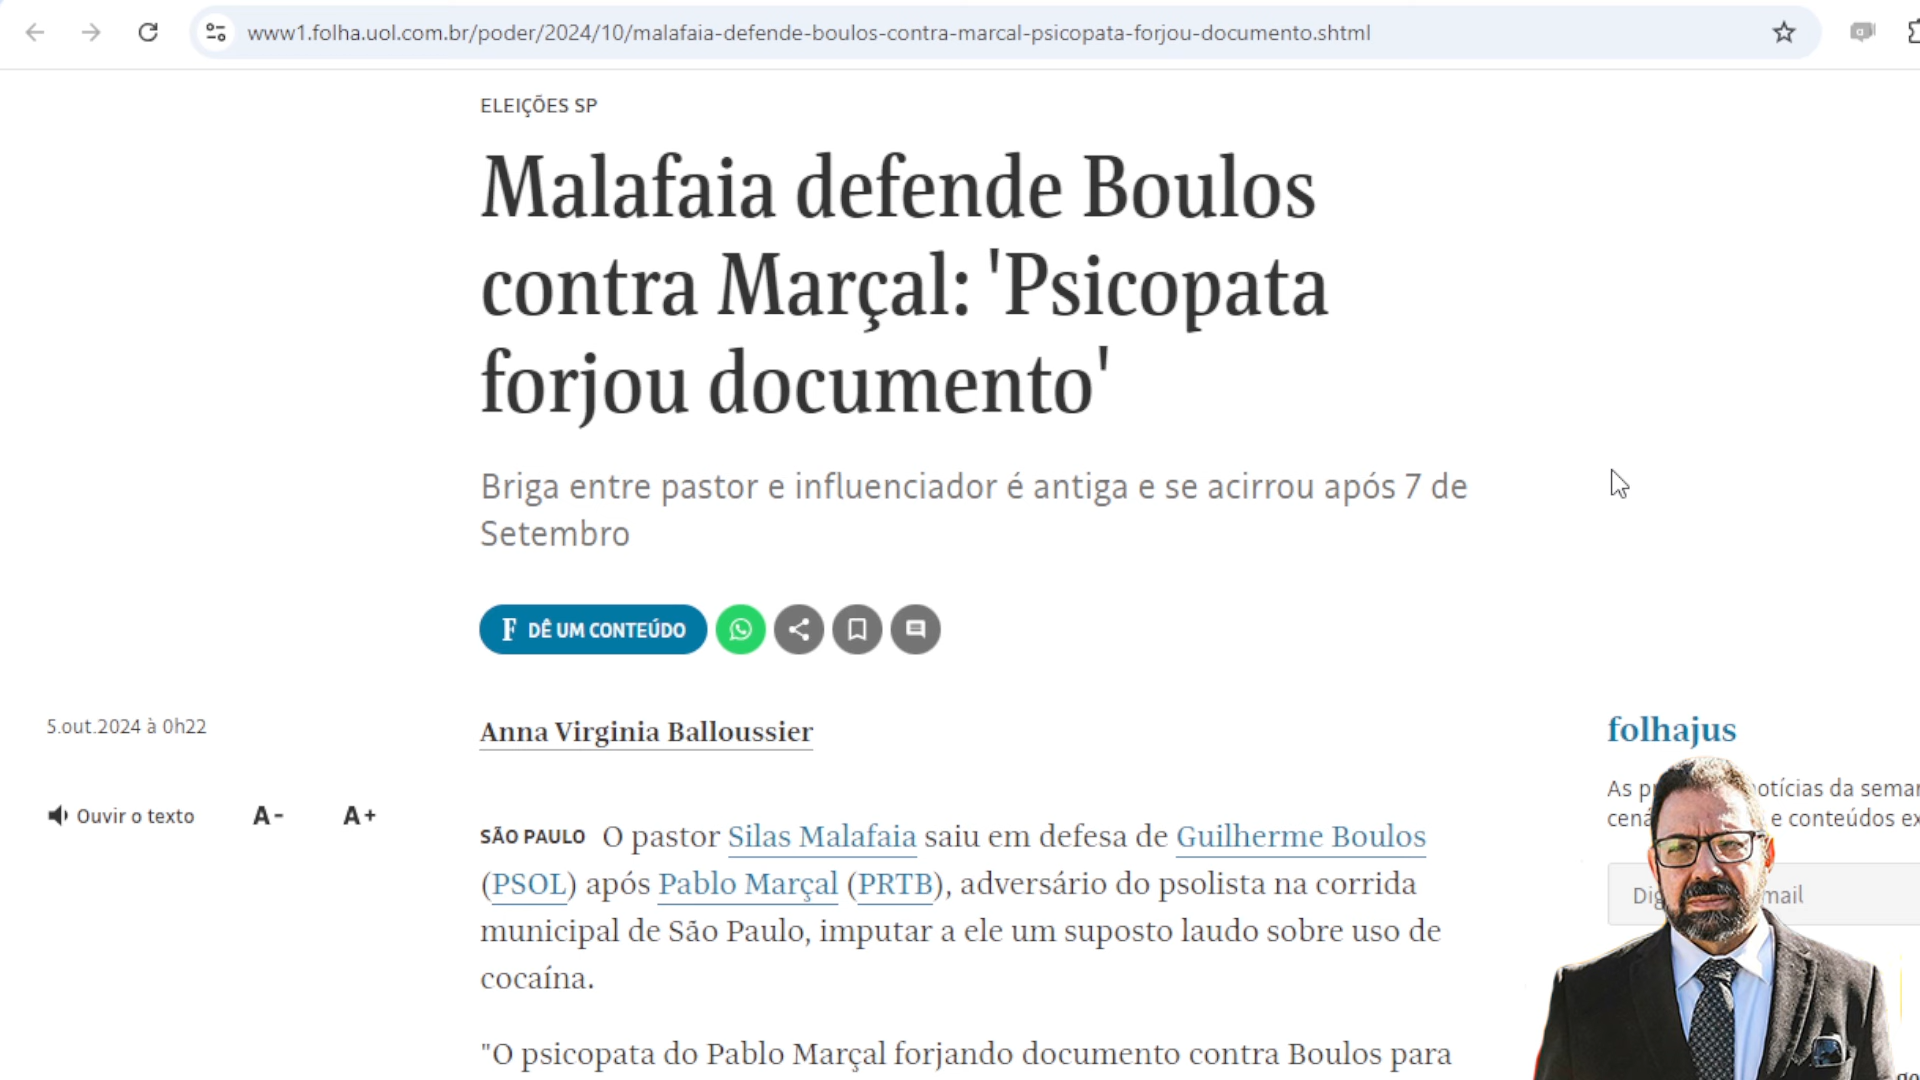 www1.folha.uol.com.br/poder/2024/10/malafaia-defende-boulos-contra-marcal-psicopata-forjou-documento.shtml
ELEIÇÕES SP
Malafaia defende Boulos
contra Marçal: 'Psicopata
forjou documento'
Briga entre pastor e influenciador é antiga e se acirrou após 7 de
Setembro
F DÊ UM CONTEÚDO
5.out.2024 à 0h22
Anna Virginia Balloussier
Ouvir o texto A- A+
SÃO PAULO O pastor Silas Malafaia saiu em defesa de Guilherme Boulos
(PSOL) após Pablo Marçal (PRTB), adversário do psolista na corrida
municipal de São Paulo, imputar a ele um suposto laudo sobre uso de
cocaína.
"O psicopata do Pablo Marçal forjando documento contra Boulos para
folhajus
As
e conteúdos